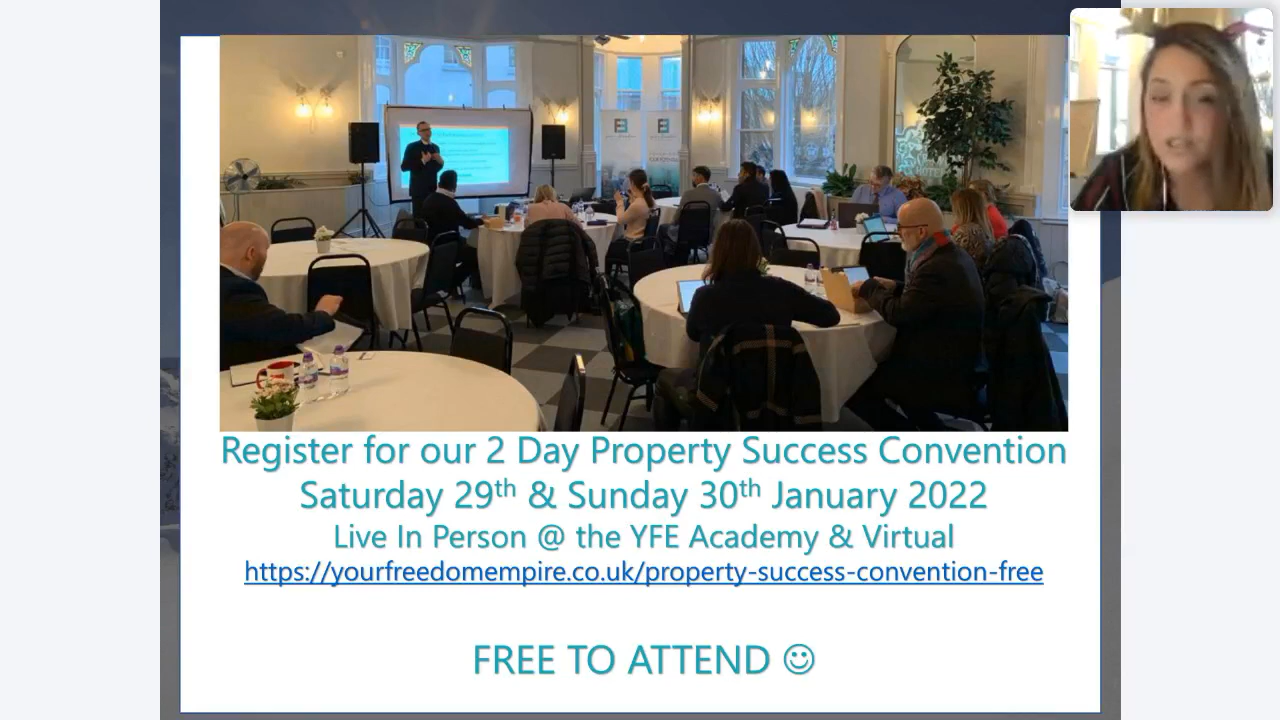 Register for our 2 Day Property Success Convention
Saturday 29th & Sunday 30th January 2022
Live In Person @ the YFE Academy & Virtual
https://yourfreedomempire.co.uk/property-success-convention-free
FREE TO ATTEND ☺